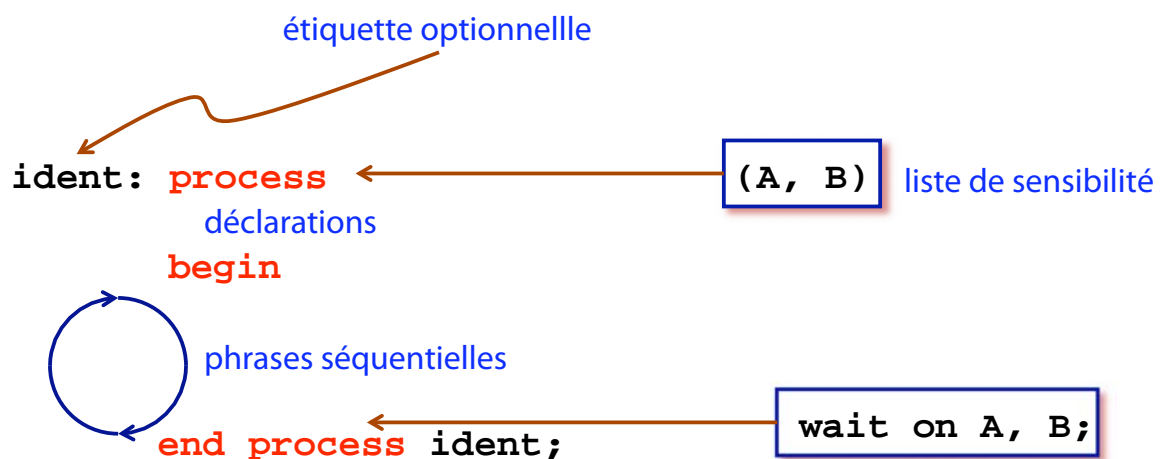 étiquette optionnellle
ident: process (A, B) liste de sensibilité
déclarations
begin
phrases séquentielles
wait on A, B;
end process ident;